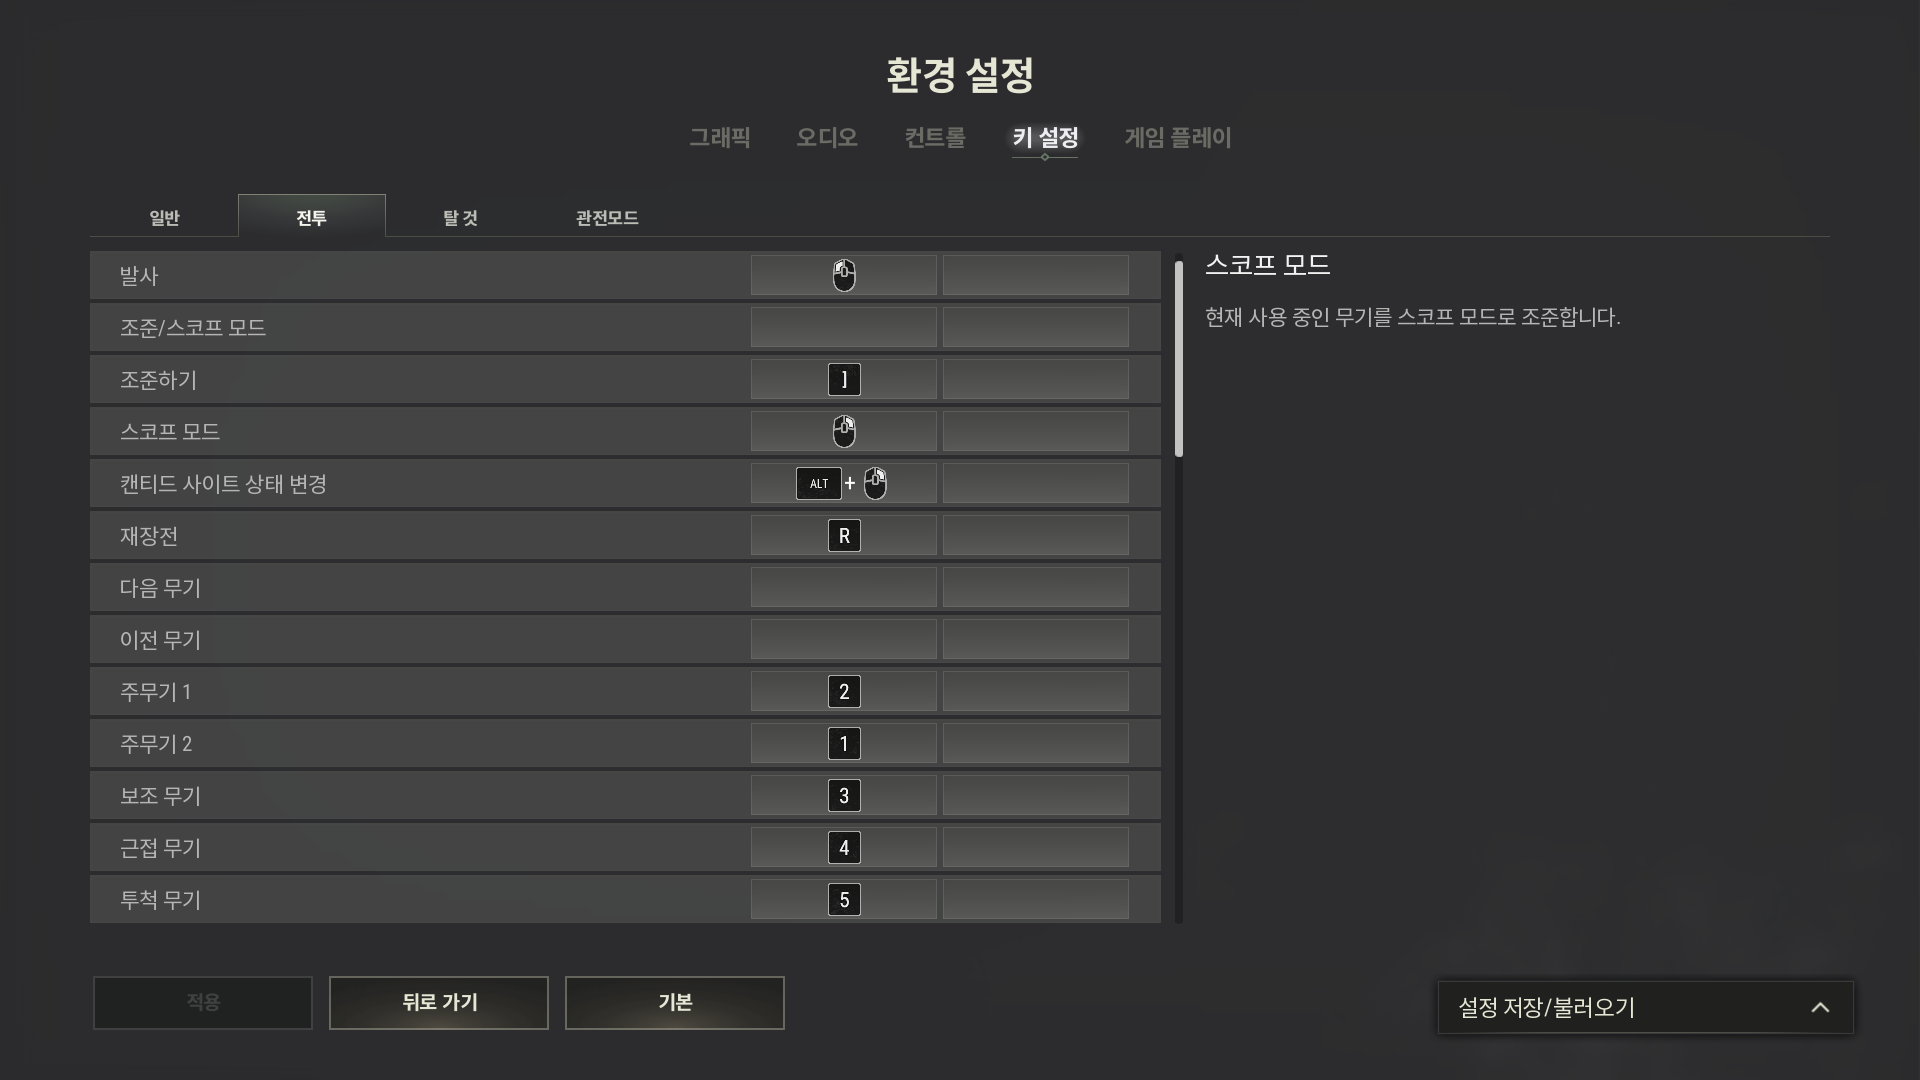 환경 설정
그래픽 오디오 컨트롤 키 설정 게임 플레이
일반 전투 탈 것 관전모드
발사
조준/스코프 모드
조준하기 ]
스코프 모드
캔티드 사이트 상태 변경 ALT +
재장전 R
다음 무기
이전 무기
주무기 1 2
주무기 2 1
보조 무기 3
근접 무기 4
투척 무기 5
스코프 모드
현재 사용 중인 무기를 스코프 모드로 조준합니다.
적용 뒤로 가기 기본
설정 저장/불러오기